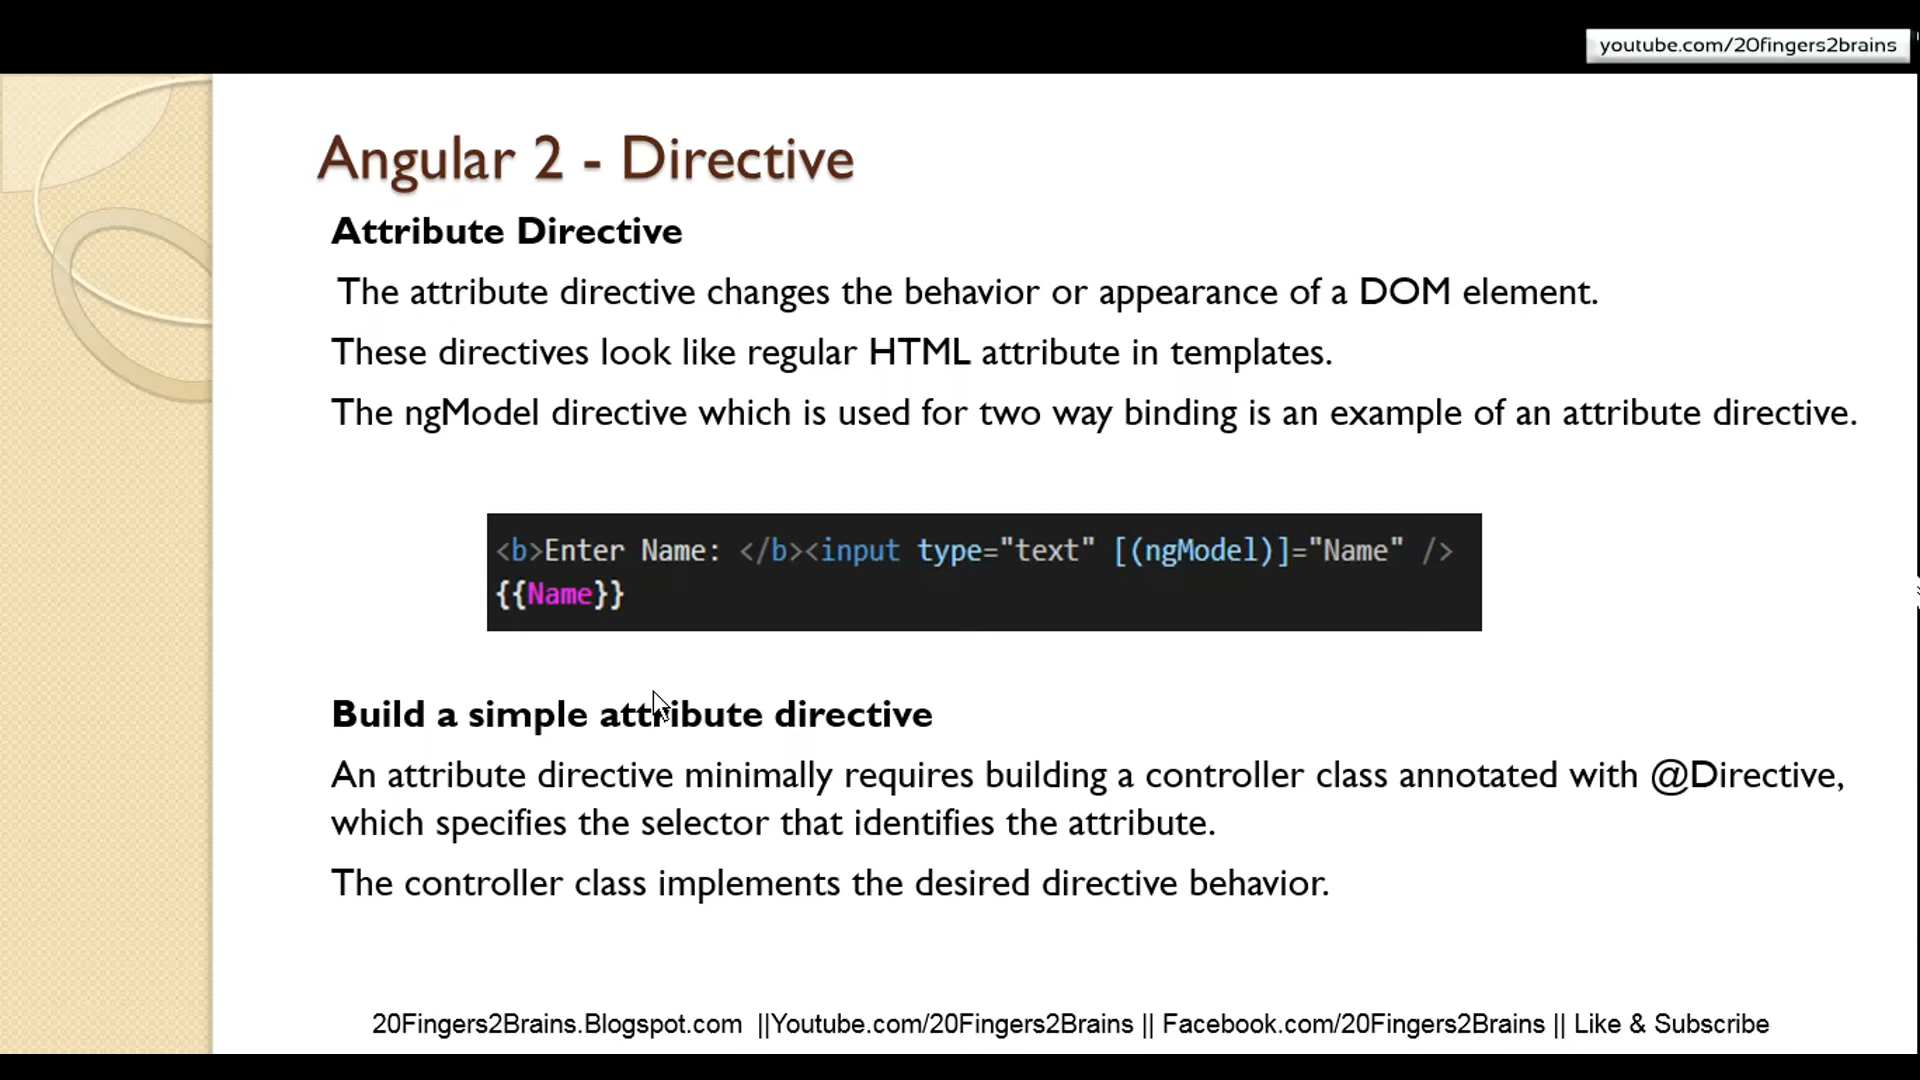 youtube.com/20fingers2brains
Angular 2 - Directive
Attribute Directive
The attribute directive changes the behavior or appearance of a DOM element.
These directives look like regular HTML attribute in templates.
The ngModel directive which is used for two way binding is an example of an attribute directive.
<b>Enter Name: </b><input type="text" [(ngModel)]="Name" />
{{Name}}
Build a simple attribute directive
An attribute directive minimally requires building a controller class annotated with @Directive,
which specifies the selector that identifies the attribute.
The controller class implements the desired directive behavior.
20Fingers2Brains.Blogspot.com ||Youtube.com/20Fingers2Brains || Facebook.com/20Fingers2Brains || Like & Subscribe